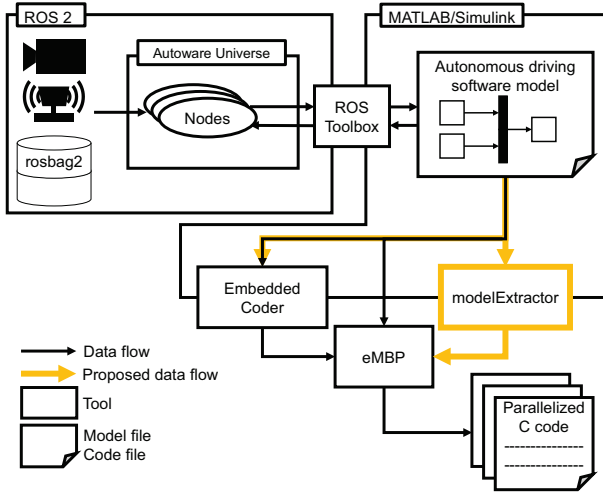 ROS 2
MATLAB/Simulink
Autoware Universe
Nodes
rosbag2
ROS
Toolbox
Autonomous driving
software model
Embedded
Coder
modelExtractor
eMBP
Data flow
Proposed data flow
Tool
Model file
Code file
Parallelized
C code